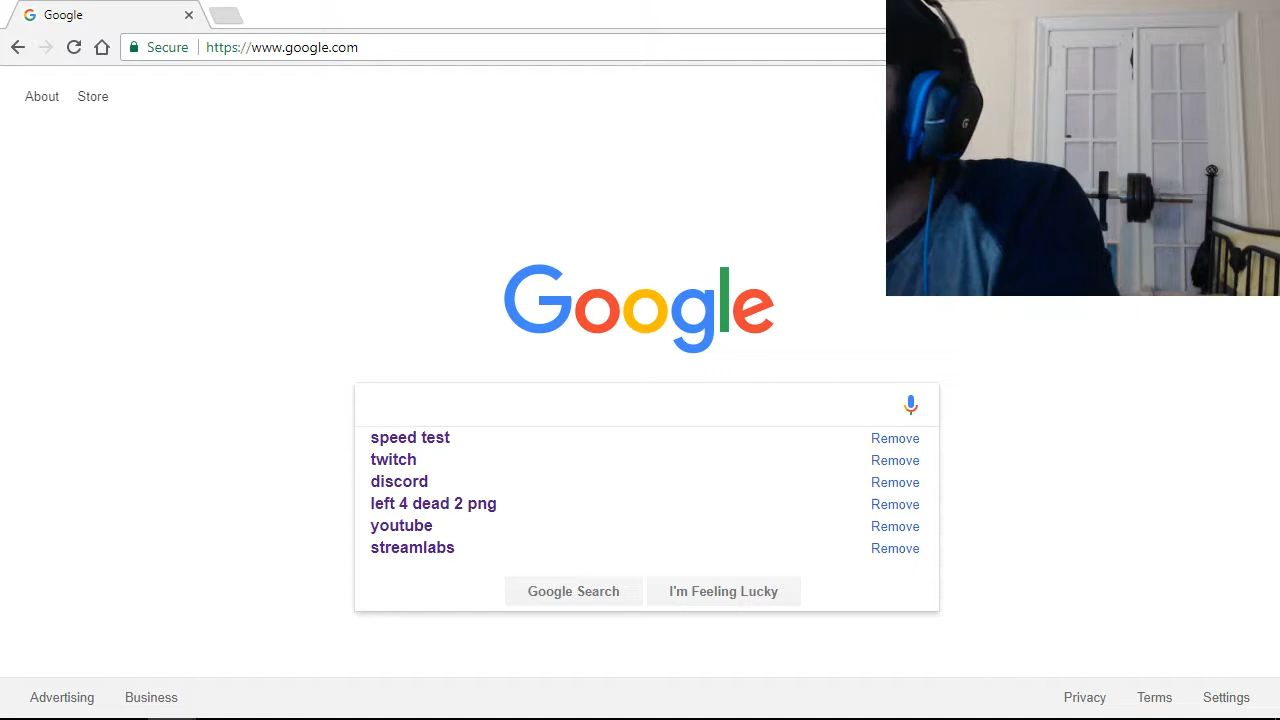 Google
Secure https://www.google.com
About Store
Google
speed test Remove
twitch Remove
discord Remove
left 4 dead 2 png Remove
youtube Remove
streamlabs Remove
Google Search I'm Feeling Lucky
Advertising Business Privacy Terms Settings